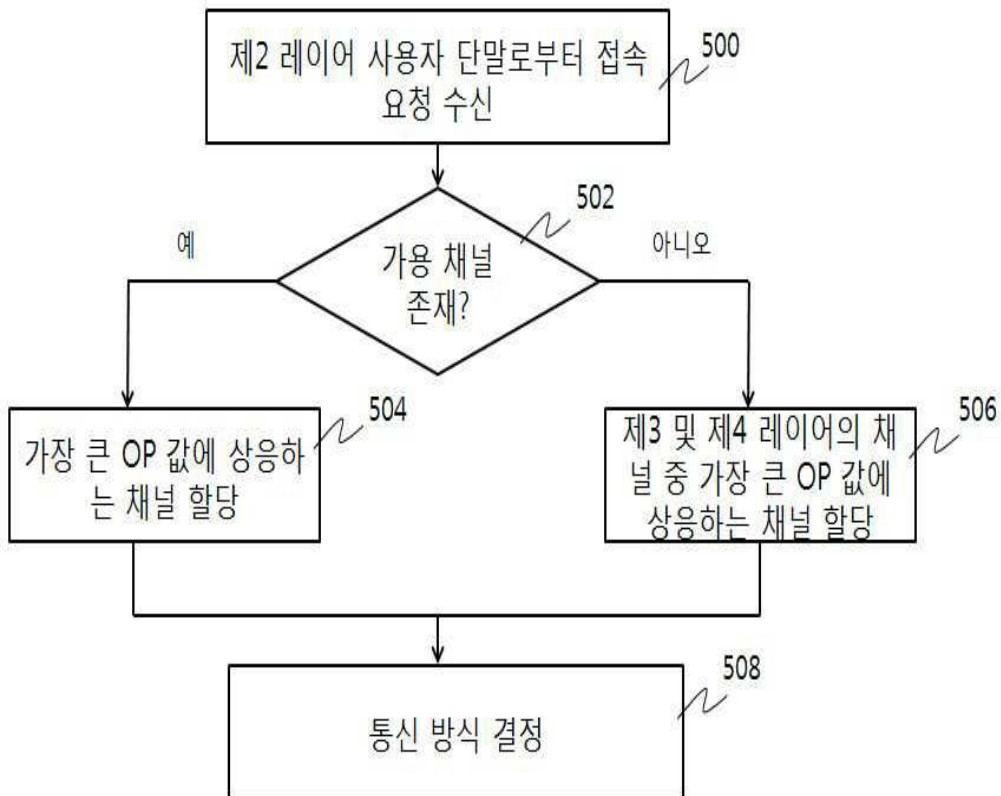 제2 레이어 사용자 단말로부터 접속
요청 수신
500
502
예
가용 채널
존재?
아니오
504
가장 큰 OP 값에 상응하
는 채널 할당
506
제3 및 제4 레이어의 채
널 중 가장 큰 OP 값에
상응하는 채널 할당
508
통신 방식 결정